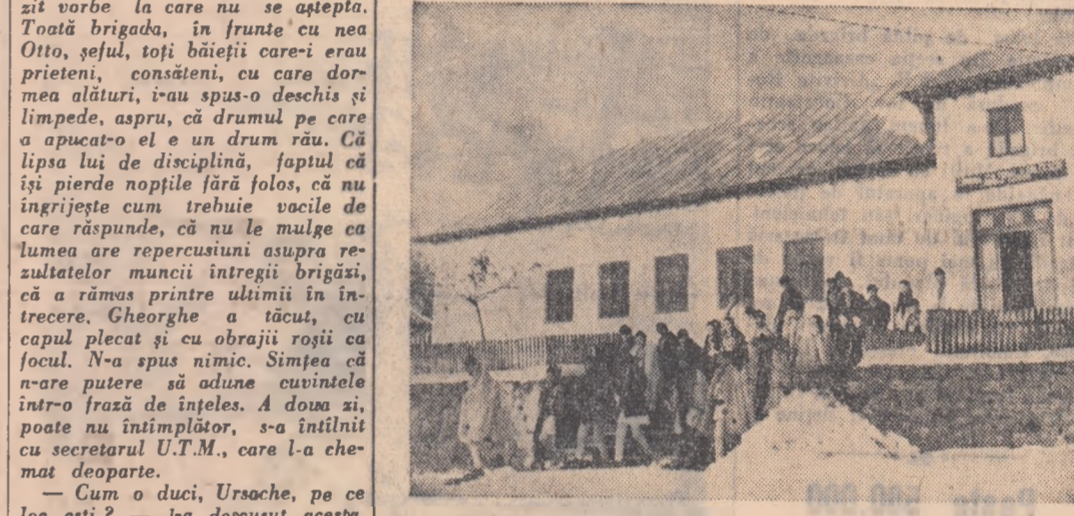 zit vorbe la care nu se aștepta.
Toată brigada, în frunte cu nea
Otto, șeful, toți băieții care-i erau
prieteni, consăteni, cu care dor-
mea alături, i-au spus-o deschis și
limpede, aspru, că drumul pe care
a apucat-o el e un drum rău. Că
lipsa lui de disciplină, faptul că
își pierde nopțile fără folos, că nu
îngrijește cum trebuie vacile de
care răspunde, că nu le mulge ca
lumea are repercusiuni asupra re-
zultatelor muncii întregii brigăzi,
că a rămas printre ultimii în în-
trecere. Gheorghe a tăcut, cu
capul plecat și cu obrajii roșii ca
focul. N-a spus nimic. Simțea că
n-are putere să adune cuvintele
într-o frază de înțeles. A doua zi,
poate nu întîmplător, s-a întîlnit
cu secretarul U.T.M., care l-a che-
mat deoparte.
— Cum o duci, Ursache, pe ce
loc ești? — l-a descusut acesta.